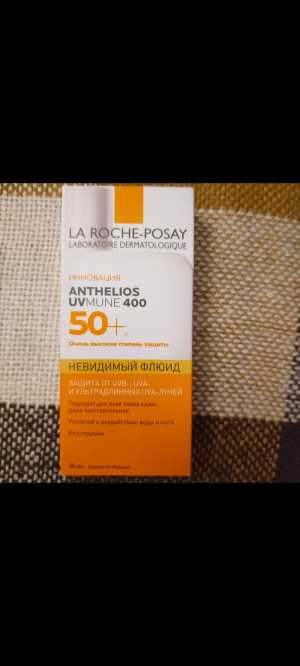 LA ROCHE-POSAY
LABORATOIRE DERMATOLOGIQUE
ИННОВАЦИЯ
ANTHELIOS
UVMUNE 400
50+
Очень высокая степень защиты
НЕВИДИМЫЙ ФЛЮИД
ЗАЩИТА ОТ UVB-, UVA-
И УЛЬТРАДЛИННЫХ UVA-ЛУЧЕЙ
Подходит для всех типов кожи,
даже чувствительной
Устойчив к воздействию воды и пота
Без отдушек
50 мл